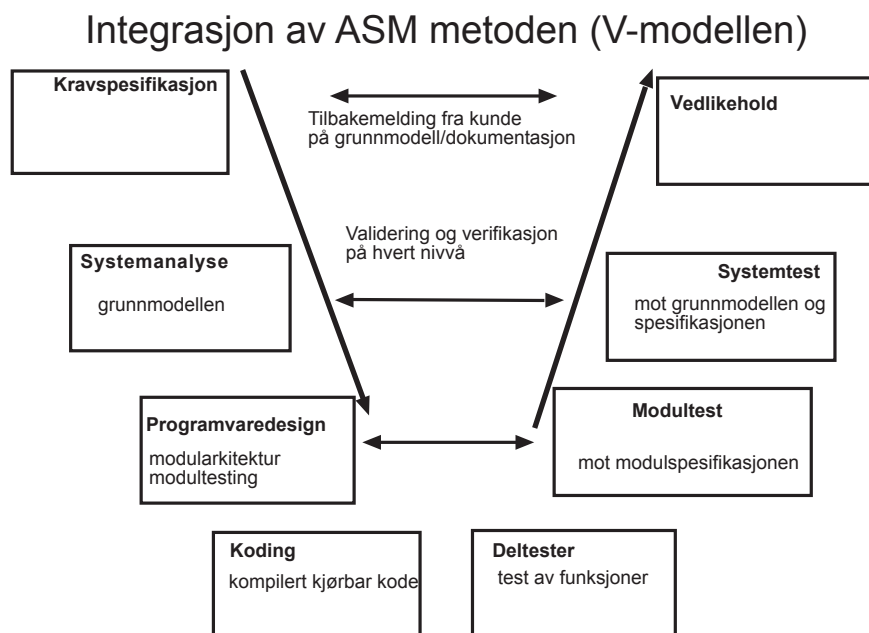 Integrasjon av ASM metoden (V-modellen)
Kravspesifikasjon
Tilbakemelding fra kunde
på grunnmodell/dokumentasjon
Vedlikehold
Validering og verifikasjon
på hvert nivvå
Systemanalyse
grunnmodellen
Systemtest
mot grunnmodellen og
spesifikasjonen
Programvaredesign
modularkitektur
modultesting
Modultest
mot modulspesifikasjonen
Koding
kompilert kjørbar kode
Deltester
test av funksjoner